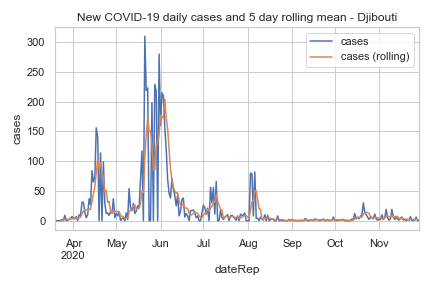 New COVID-19 daily cases and 5 day rolling mean - Djibouti
cases
cases (rolling)
300
250
200
150
100
50
0
cases
Apr May Jun Jul Aug Sep Oct Nov
2020
dateRep